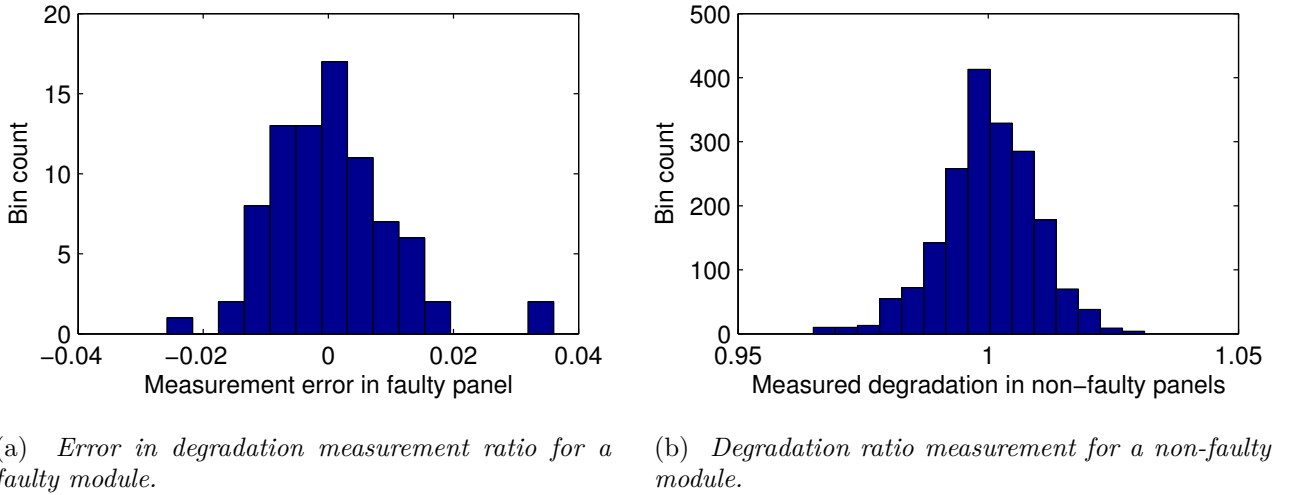 20
15
10
5
0
Bin count
−0.04 −0.02 0 0.02 0.04
Measurement error in faulty panel
500
400
300
200
100
0
Bin count
0.95 1 1.05
Measured degradation in non−faulty panels
a) Error in degradation measurement ratio for a
faulty module.
(b) Degradation ratio measurement for a non-faulty
module.